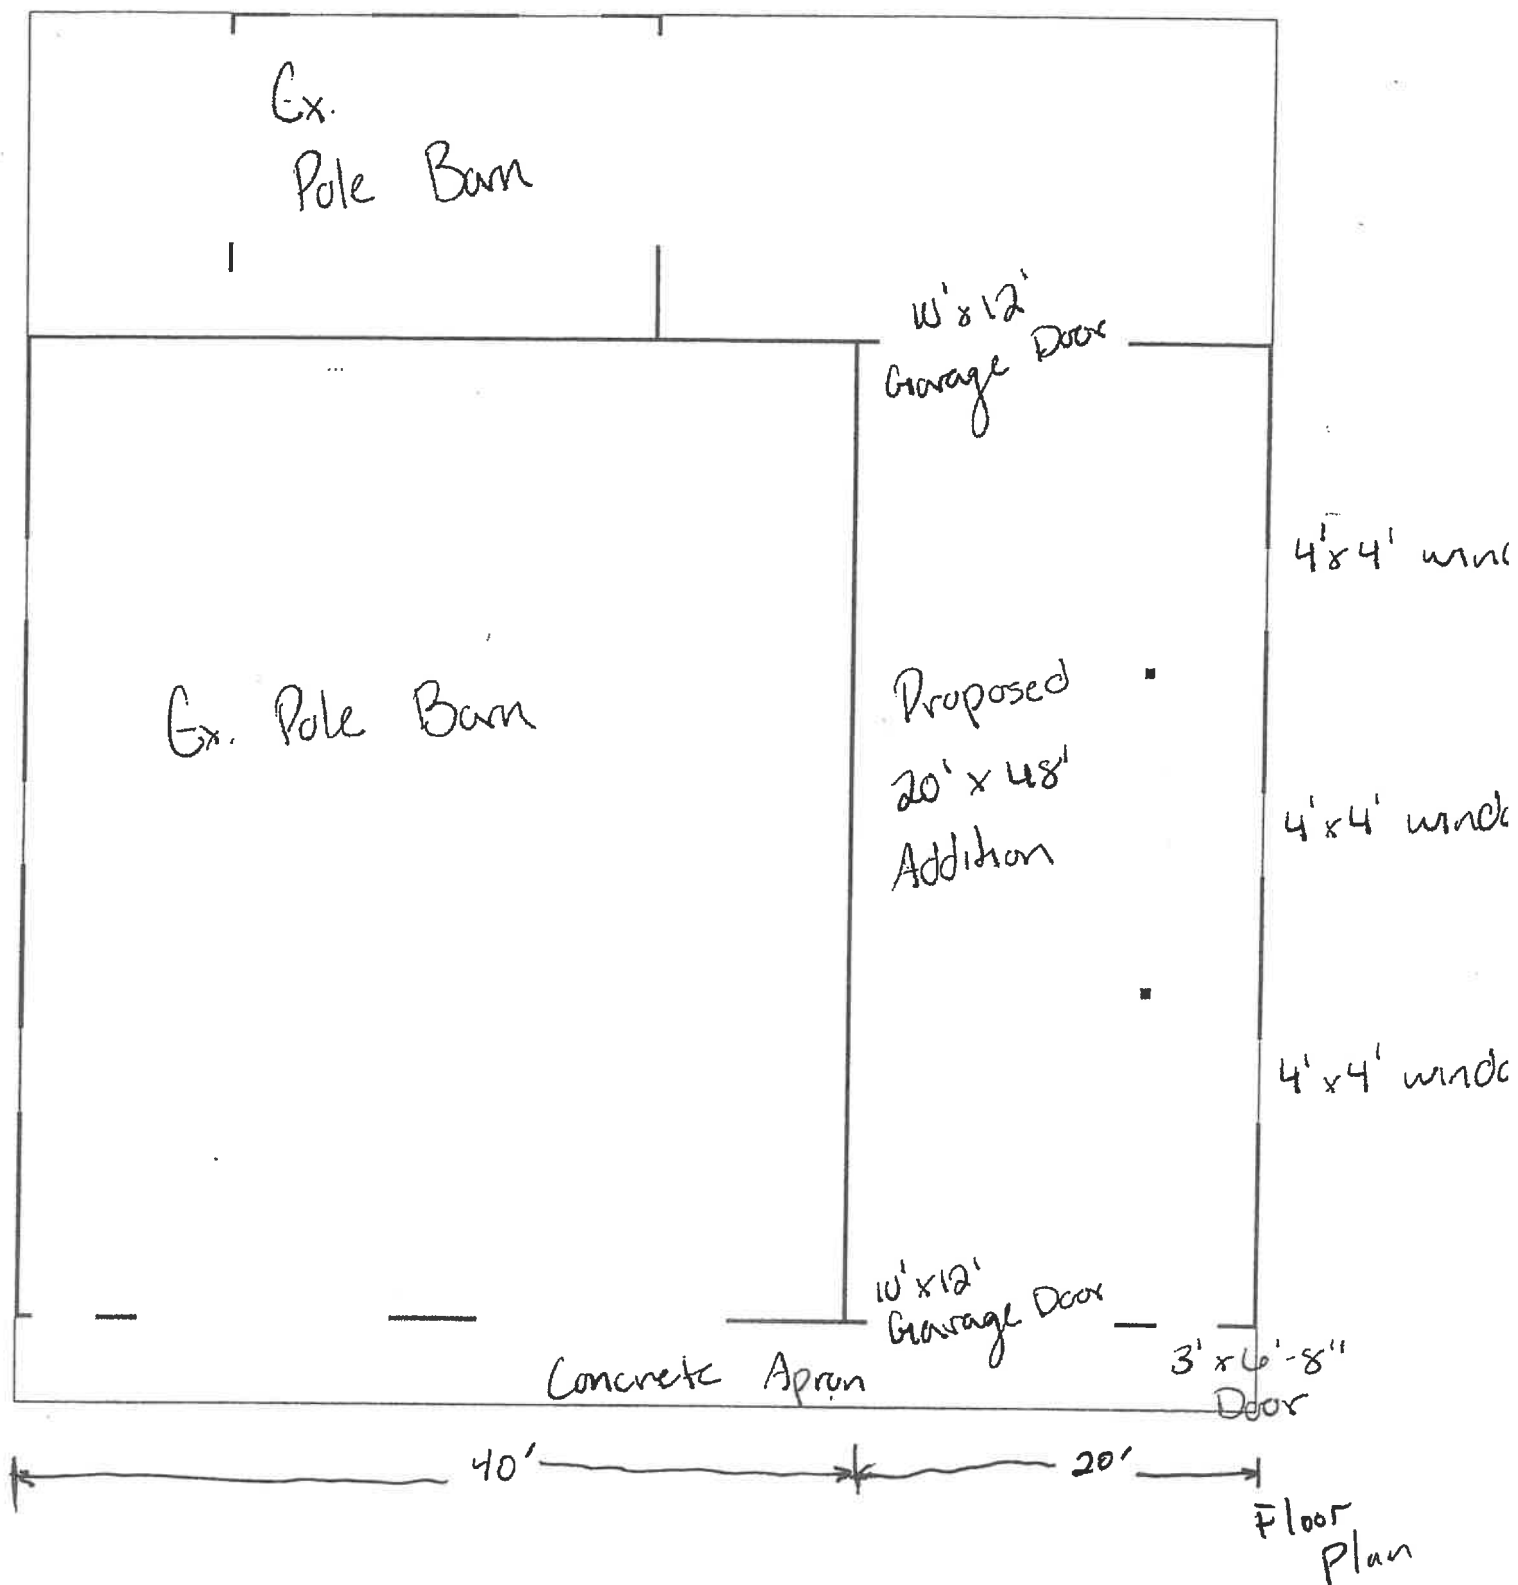 Ex.
Pole Barn
10'x12'
Garage Door
4'x4' wind
Ex. Pole Barn
Proposed
20' x 48'
Addition
4'x4' windo
4'x4' windo
10'x12'
Garage Door
3'x6'-8"
Door
Concrete Apron
40'
20'
Floor
Plan